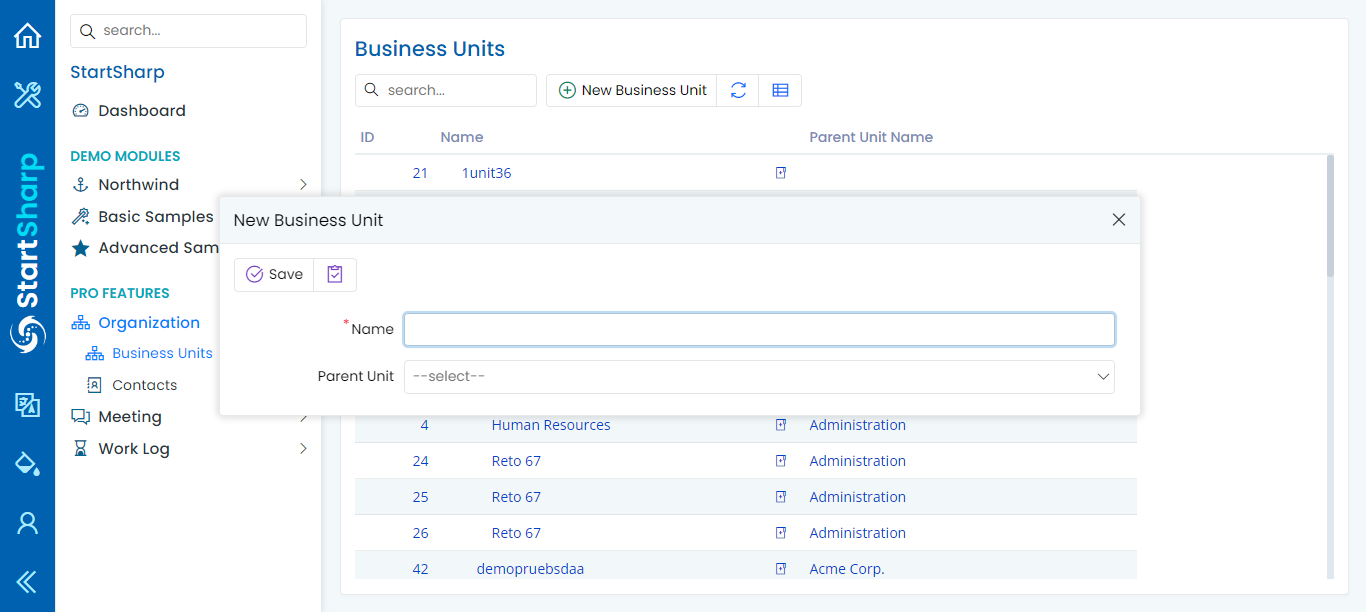 StartSharp
search...
StartSharp
Dashboard
DEMO MODULES
Northwind
Basic Samples
Advanced Sam
PRO FEATURES
Organization
Business Units
Contacts
Meeting
Work Log
Business Units
search...
New Business Unit
ID Name Parent Unit Name
21 1unit36
New Business Unit
Save
*Name
Parent Unit --select--
4 Human Resources Administration
24 Reto 67 Administration
25 Reto 67 Administration
26 Reto 67 Administration
42 demopruebsdaa Acme Corp.